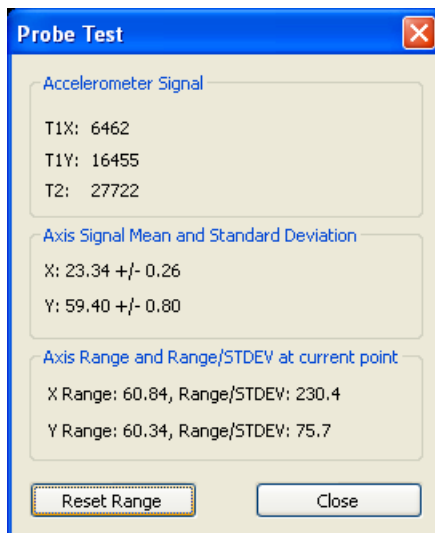 Probe Test
Accelerometer Signal
T1X: 6462
T1Y: 16455
T2: 27722
Axis Signal Mean and Standard Deviation
X: 23.34 +/- 0.26
Y: 59.40 +/- 0.80
Axis Range and Range/STDEV at current point
X Range: 60.84, Range/STDEV: 230.4
Y Range: 60.34, Range/STDEV: 75.7
Reset Range Close